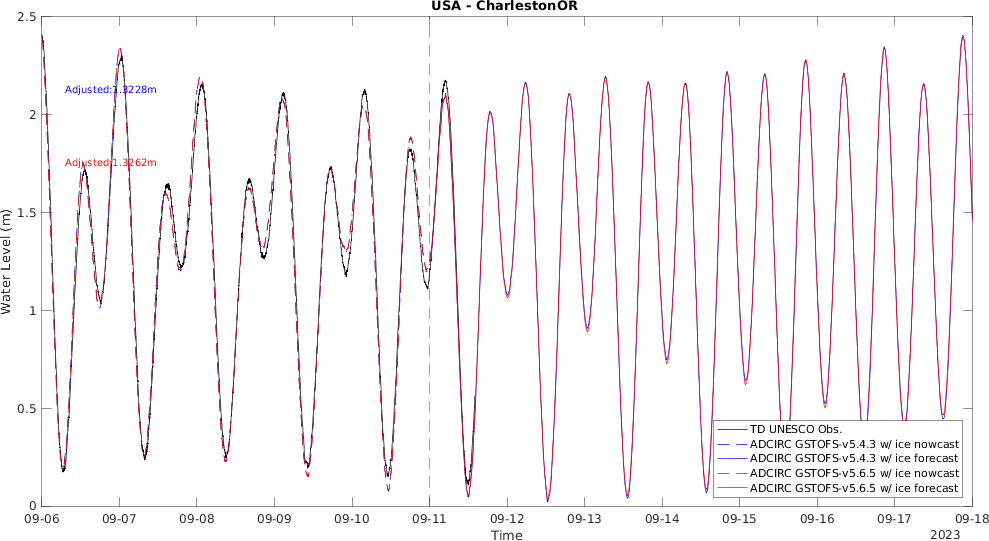 USA - CharlestonOR
2.5
2
1.5
1
0.5
0
Water Level (m)
Adjusted:1.3228m
Adjusted:1.3262m
TD UNESCO Obs.
ADCIRC GSTOFS-v5.4.3 w/ ice nowcast
ADCIRC GSTOFS-v5.4.3 w/ ice forecast
ADCIRC GSTOFS-v5.6.5 w/ ice nowcast
ADCIRC GSTOFS-v5.6.5 w/ ice forecast
09-06 09-07 09-08 09-09 09-10 09-11 09-12 09-13 09-14 09-15 09-16 09-17 09-18
Time
2023